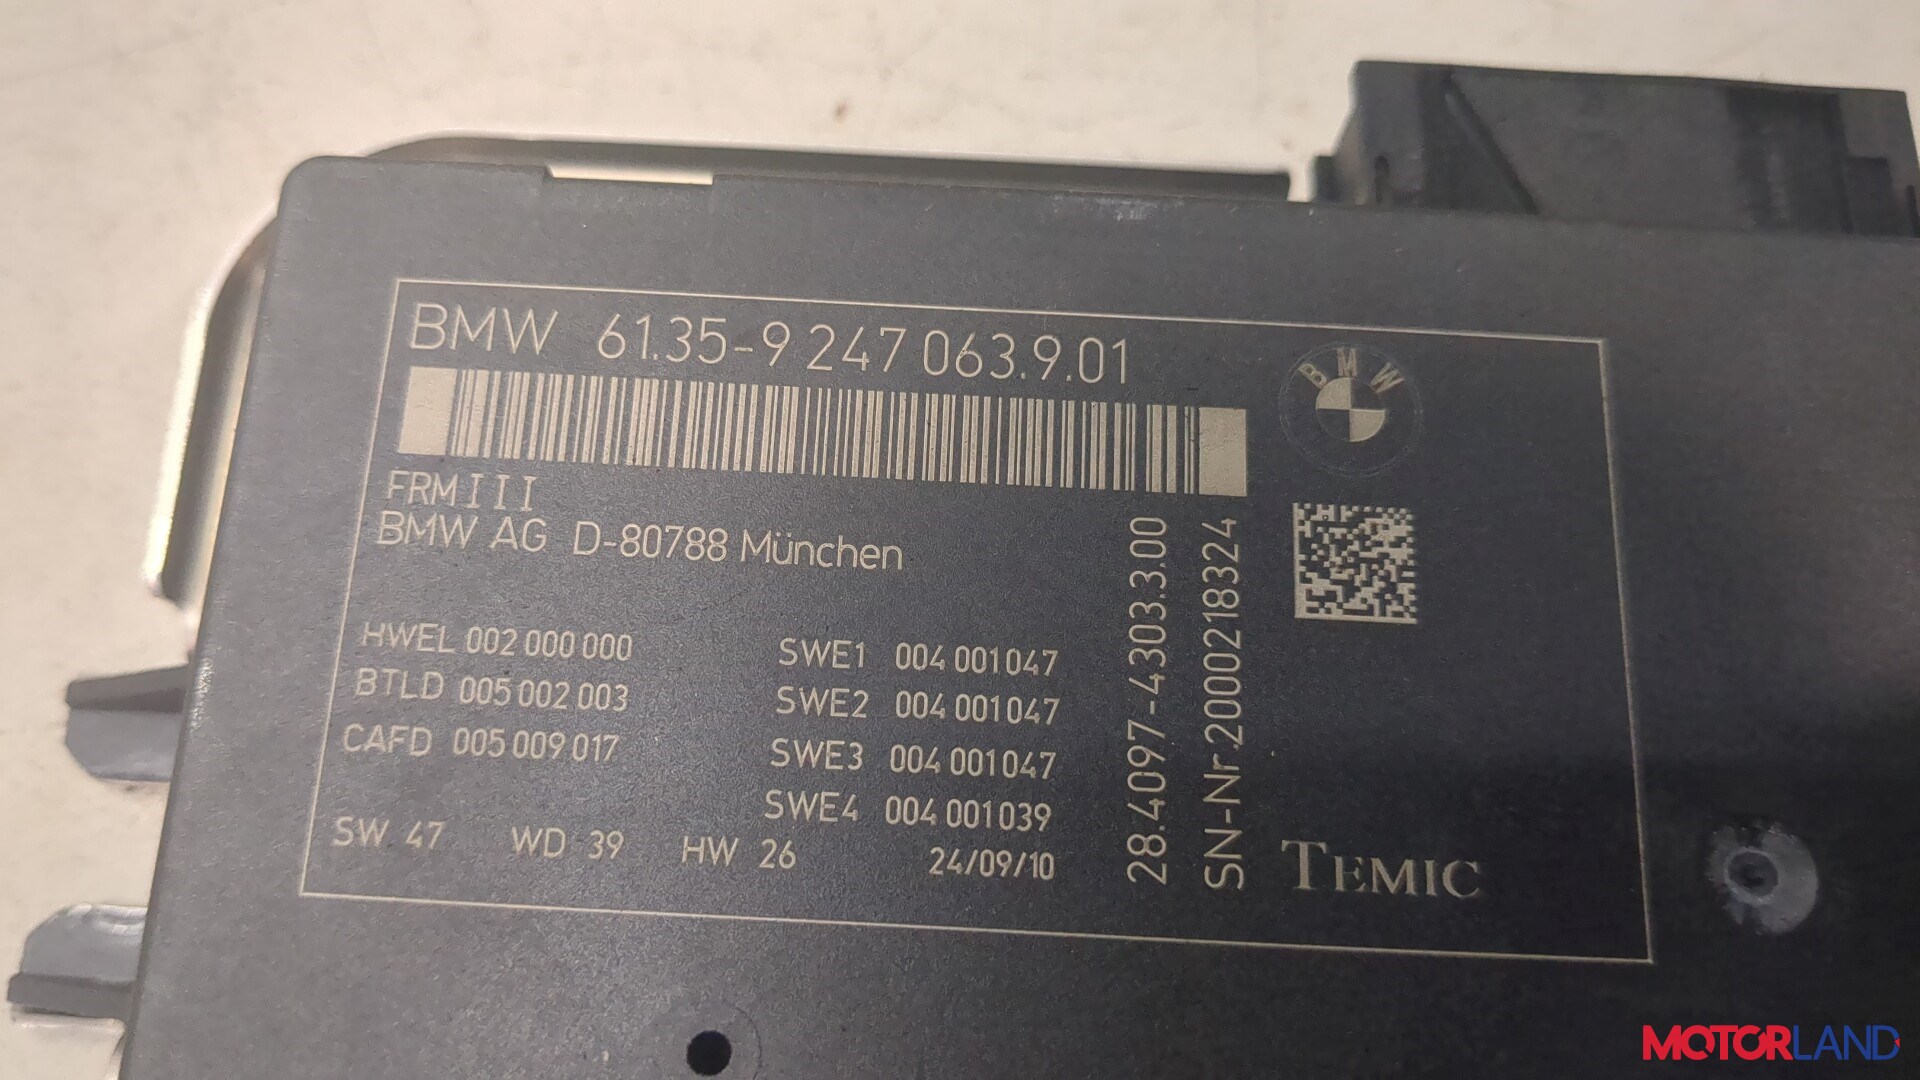 BMW 61.35-9 247 063.9.01
BMW
FRMIII
BMW AG D-80788 München
HWEL 002 000 000
BTLD 005 002 003
CAFD 005 009 017
SWE1 004 001 047
SWE2 004 001 047
SWE3 004 001 047
SWE4 004 001 039
SW 47 WD 39 HW 26 24/09/10
28.4097-4303.3.00
SN-Nr.20000218324
TEMIC
MOTORLAND